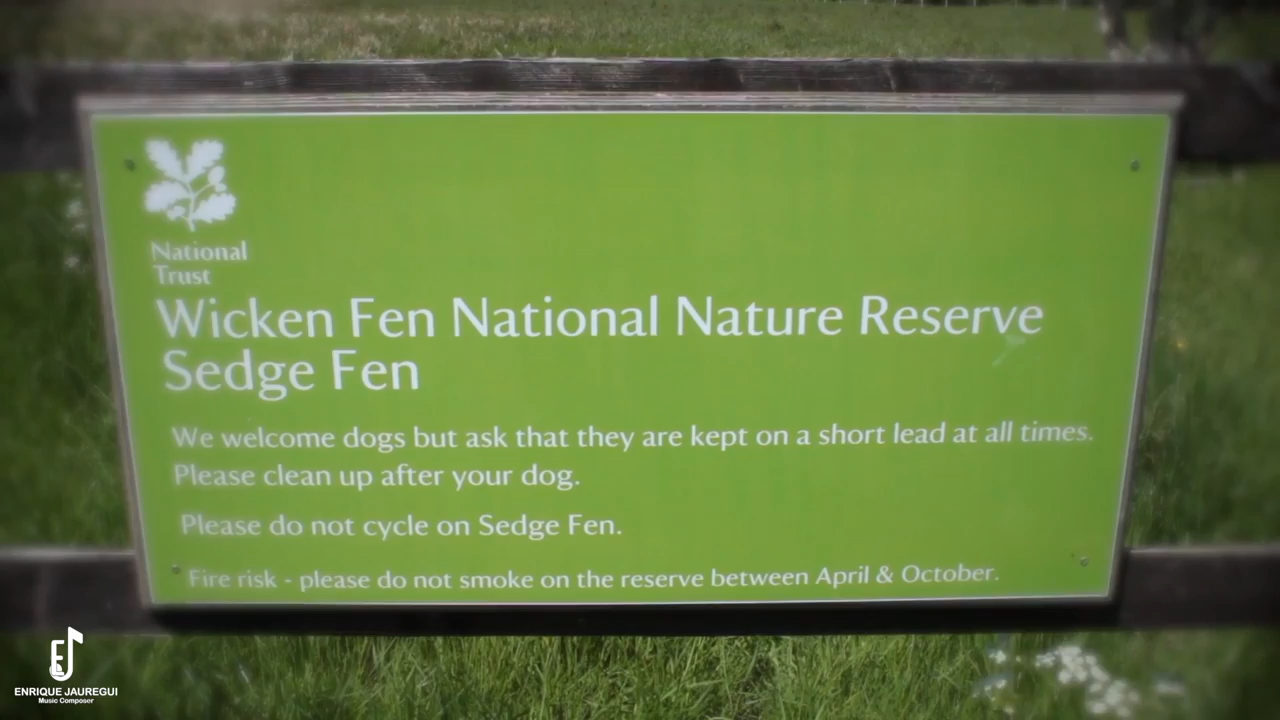 National
Trust
Wicken Fen National Nature Reserve
Sedge Fen
We welcome dogs but ask that they are kept on a short lead at all times.
Please clean up after your dog.
Please do not cycle on Sedge Fen.
Fire risk - please do not smoke on the reserve between April & October.
EJ
ENRIQUE JAUREGUI
Music Composer